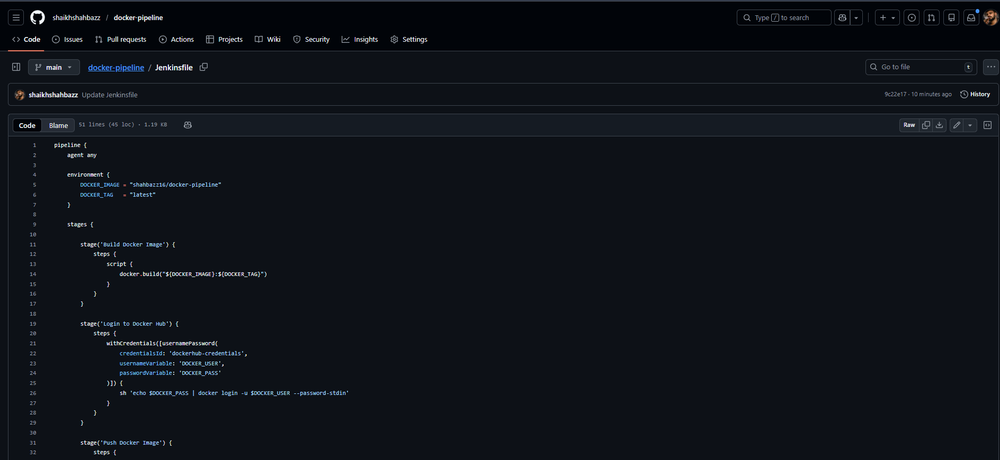 shaikhshahbazz / docker-pipeline
Type / to search
Code Issues Pull requests Actions Projects Wiki Security Insights Settings
main
docker-pipeline / Jenkinsfile
Go to file t
shaikhshahbazz Update Jenkinsfile
9c22e17 · 10 minutes ago History
Code Blame 51 lines (45 loc) · 1.19 KB
Raw
1 pipeline {
2 agent any
3
4 environment {
5 DOCKER_IMAGE = "shahbazz16/docker-pipeline"
6 DOCKER_TAG   = "latest"
7 }
8
9 stages {
10
11 stage('Build Docker Image') {
12 steps {
13 script {
14 docker.build("${DOCKER_IMAGE}:${DOCKER_TAG}")
15 }
16 }
17 }
18
19 stage('Login to Docker Hub') {
20 steps {
21 withCredentials([usernamePassword(
22 credentialsId: 'dockerhub-credentials',
23 usernameVariable: 'DOCKER_USER',
24 passwordVariable: 'DOCKER_PASS'
25 )]) {
26 sh 'echo $DOCKER_PASS | docker login -u $DOCKER_USER --password-stdin'
27 }
28 }
29 }
30
31 stage('Push Docker Image') {
32 steps {